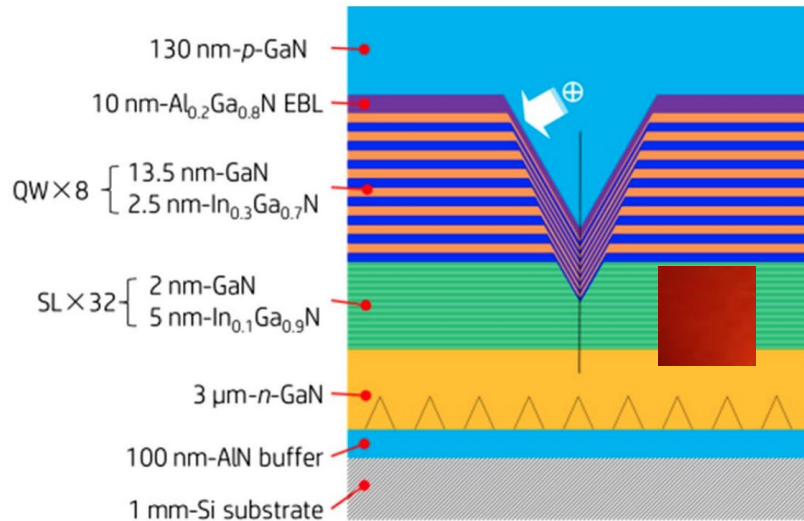 130 nm-p-GaN
10 nm-Al₀.₂Ga₀.₈N EBL
QW×8 { 13.5 nm-GaN
2.5 nm-In₀.₃Ga₀.₇N
SL×32 { 2 nm-GaN
5 nm-In₀.₁Ga₀.₉N
3 μm-n-GaN
100 nm-AlN buffer
1 mm-Si substrate